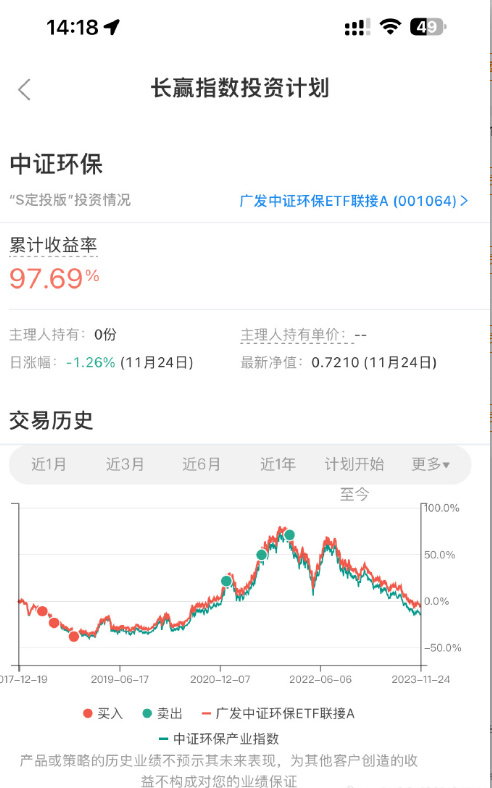 14:18
49
长赢指数投资计划
中证环保
“S定投版”投资情况 广发中证环保ETF联接A (001064)
累计收益率
97.69%
主理人持有：0份 主理人持有单价：--
日涨幅：-1.26% (11月24日) 最新净值：0.7210 (11月24日)
交易历史
近1月 近3月 近6月 近1年 计划开始 更多
至今
100.0%
50.0%
0.0%
-50.0%
017-12-19 2019-06-17 2020-12-07 2022-06-06 2023-11-24
买入 卖出 广发中证环保ETF联接A
中证环保产业指数
产品或策略的历史业绩不预示其未来表现，为其他客户创造的收
益不构成对您的业绩保证